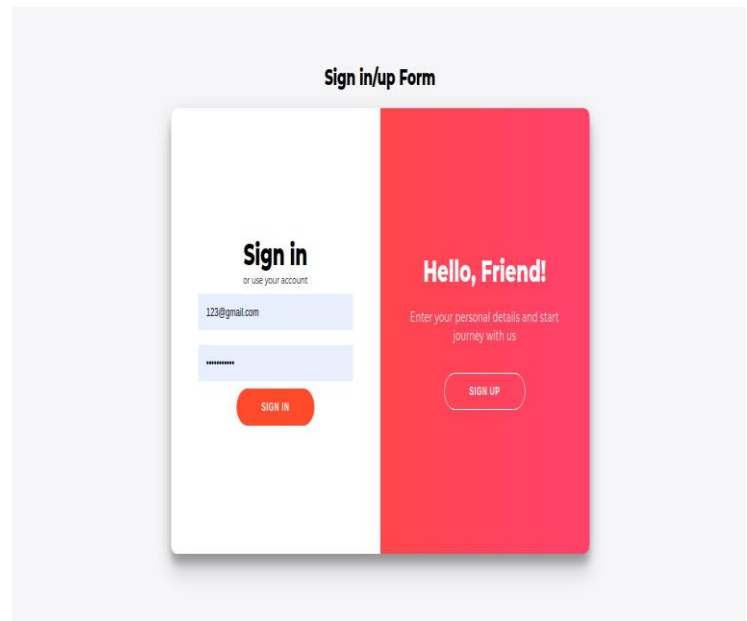 Sign in/up Form
Sign in
or use your account
123@gmail.com
•••••••••••
SIGN IN
Hello, Friend!
Enter your personal details and start
journey with us
SIGN UP